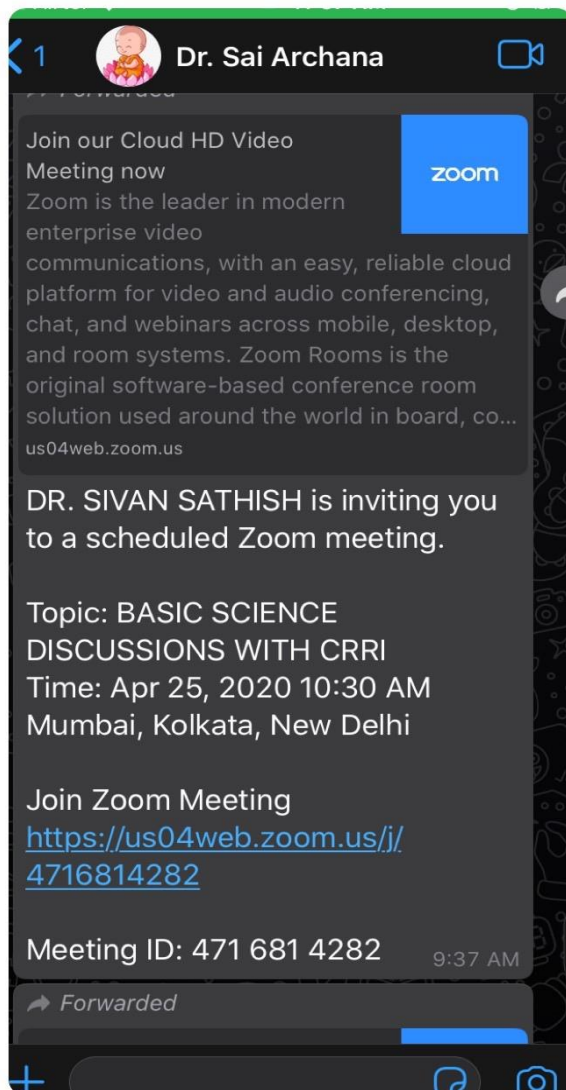 1
Dr. Sai Archana
Forwarded
Join our Cloud HD Video
Meeting now
zoom
Zoom is the leader in modern
enterprise video
communications, with an easy, reliable cloud
platform for video and audio conferencing,
chat, and webinars across mobile, desktop,
and room systems. Zoom Rooms is the
original software-based conference room
solution used around the world in board, co...
us04web.zoom.us
DR. SIVAN SATHISH is inviting you
to a scheduled Zoom meeting.
Topic: BASIC SCIENCE
DISCUSSIONS WITH CRRI
Time: Apr 25, 2020 10:30 AM
Mumbai, Kolkata, New Delhi
Join Zoom Meeting
https://us04web.zoom.us/j/
4716814282
Meeting ID: 471 681 4282
9:37 AM
Forwarded